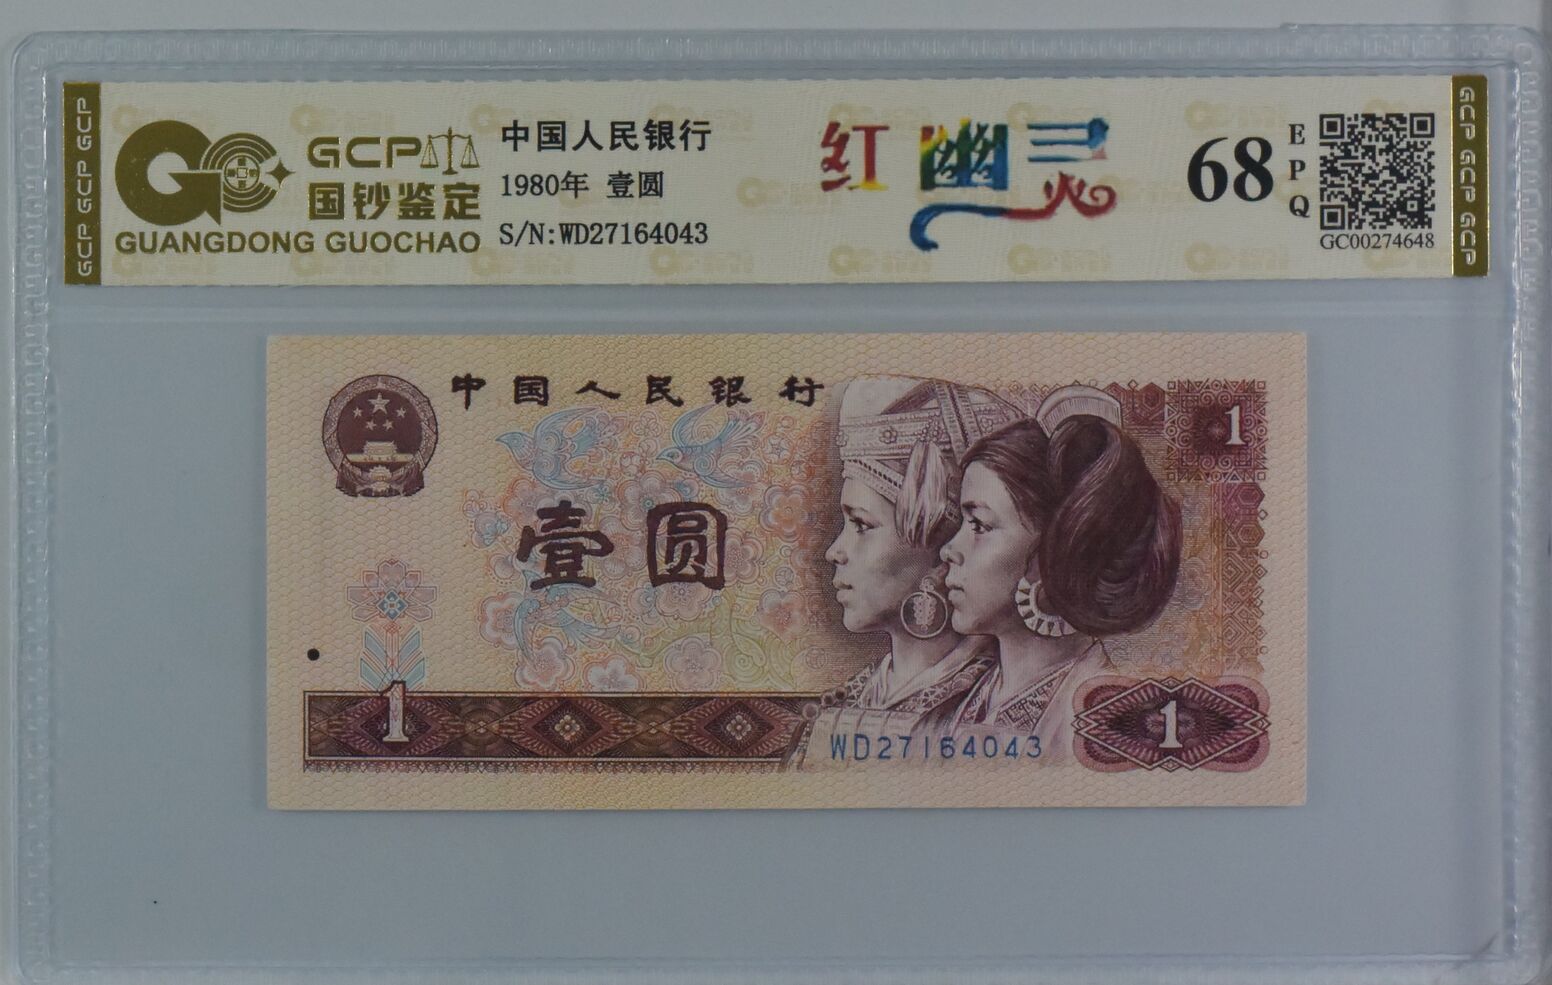 GCP GCP GCP
GCP
国钞鉴定
GUANGDONG GUOCHAO
中国人民银行
1980年 壹圆
S/N:WD27164043
红幽灵
68
EPQ
GC00274648
GCP GCP GCP
中国人民银行
1
壹圆
1
WD27164043
1